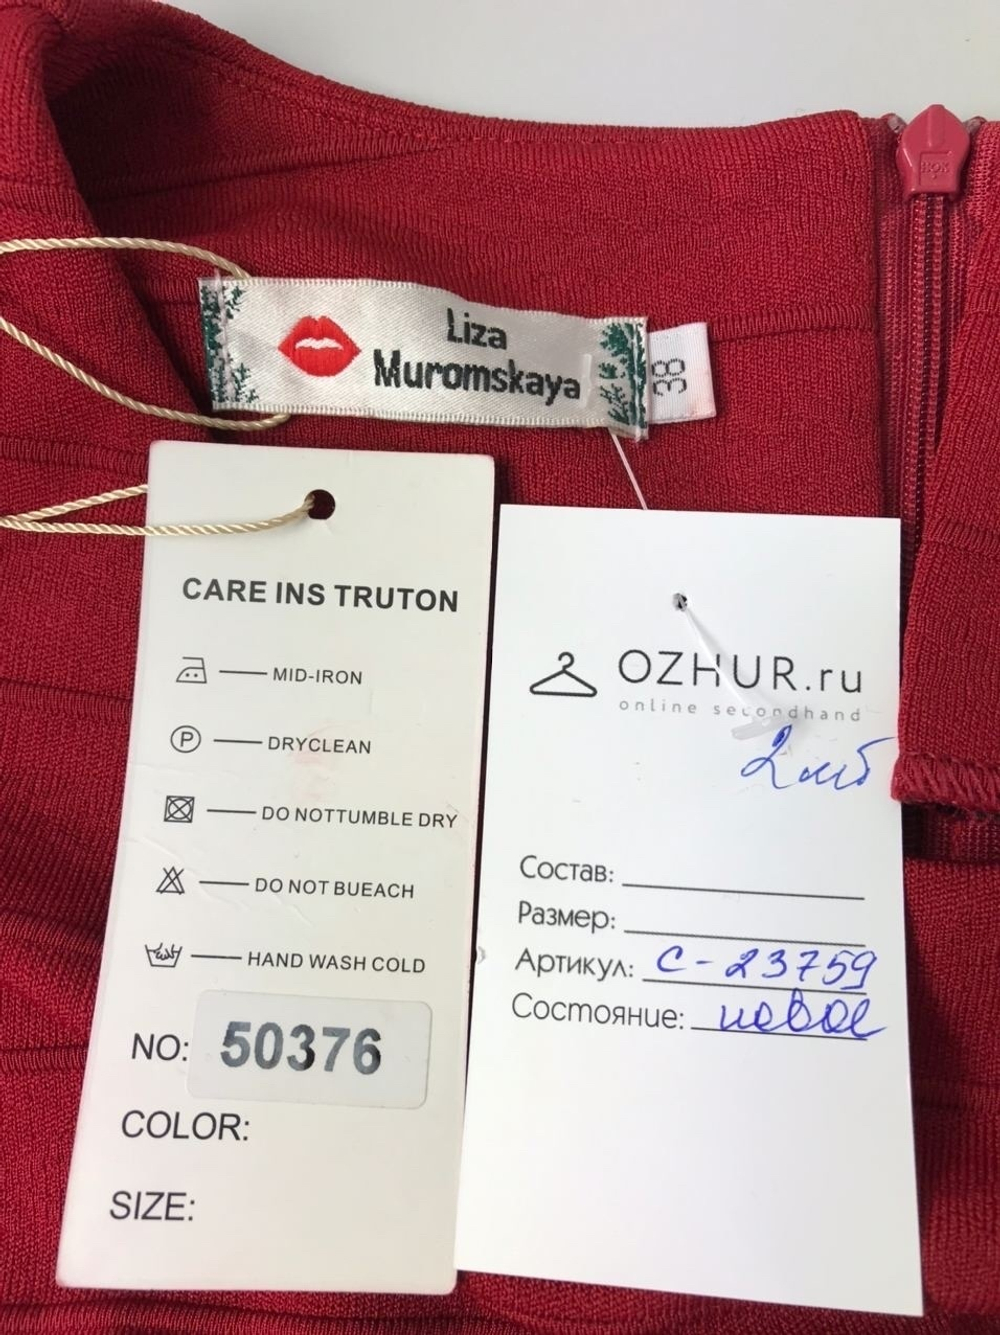 Liza
Muromskaya
38
CARE INS TRUTON
MID-IRON
P
DRYCLEAN
DO NOTTUMBLE DRY
DO NOT BUEACH
HAND WASH COLD
NO: 50376
COLOR:
SIZE:
OZHUR.ru
online secondhand
Состав:
Размер:
Артикул: С-23759
Состояние: новое